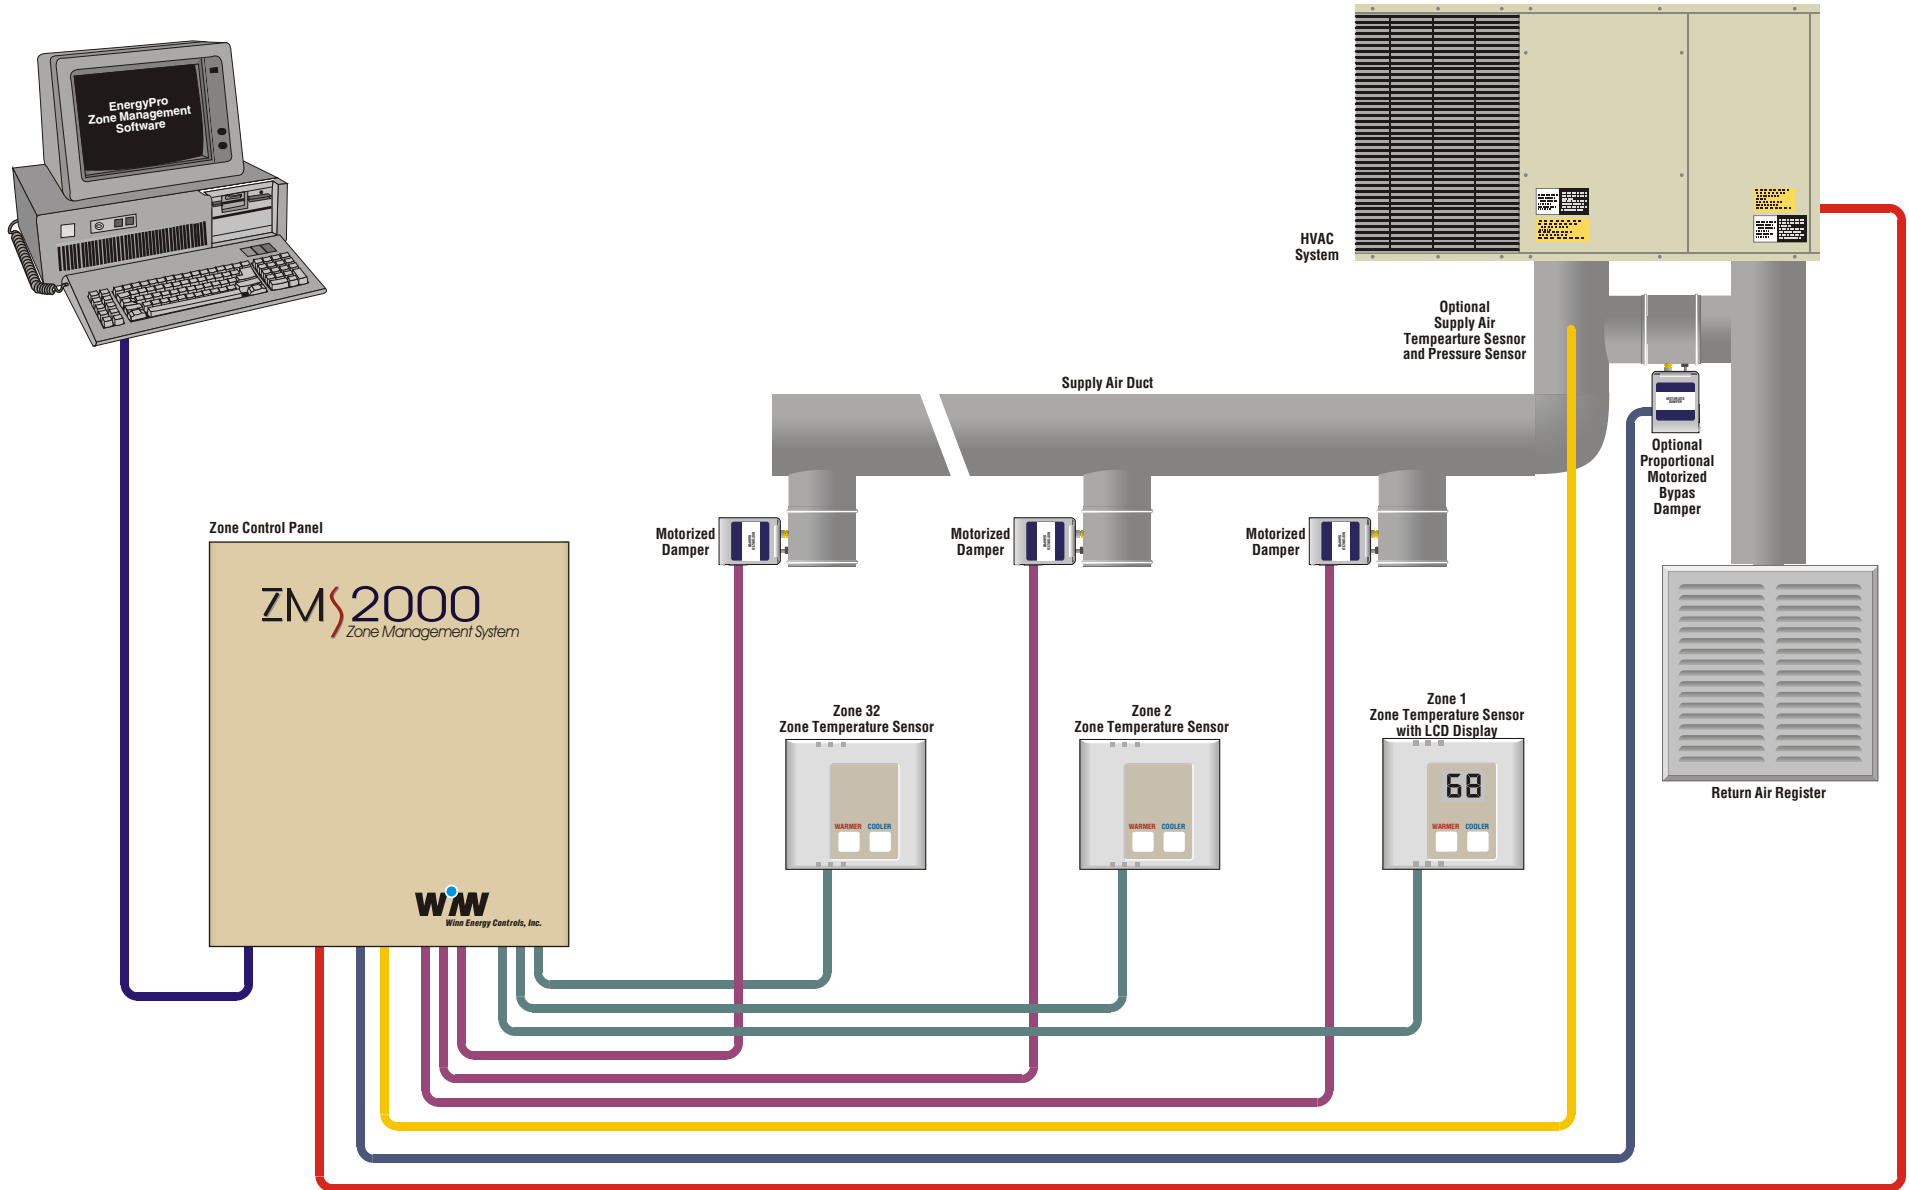 EnergyPro
Zone Management
Software
HVAC
System
Optional
Supply Air
Tempearture Sesnor
and Pressure Sensor
Supply Air Duct
Optional
Proportional
Motorized
Bypas
Damper
Zone Control Panel
Motorized
Damper
Motorized
Damper
Motorized
Damper
ZMS2000
Zone Management System
Zone 32
Zone Temperature Sensor
WARMER COOLER
Zone 2
Zone Temperature Sensor
WARMER COOLER
Zone 1
Zone Temperature Sensor
with LCD Display
68
WARMER COOLER
Return Air Register
Winn
Winn Energy Controls, Inc.